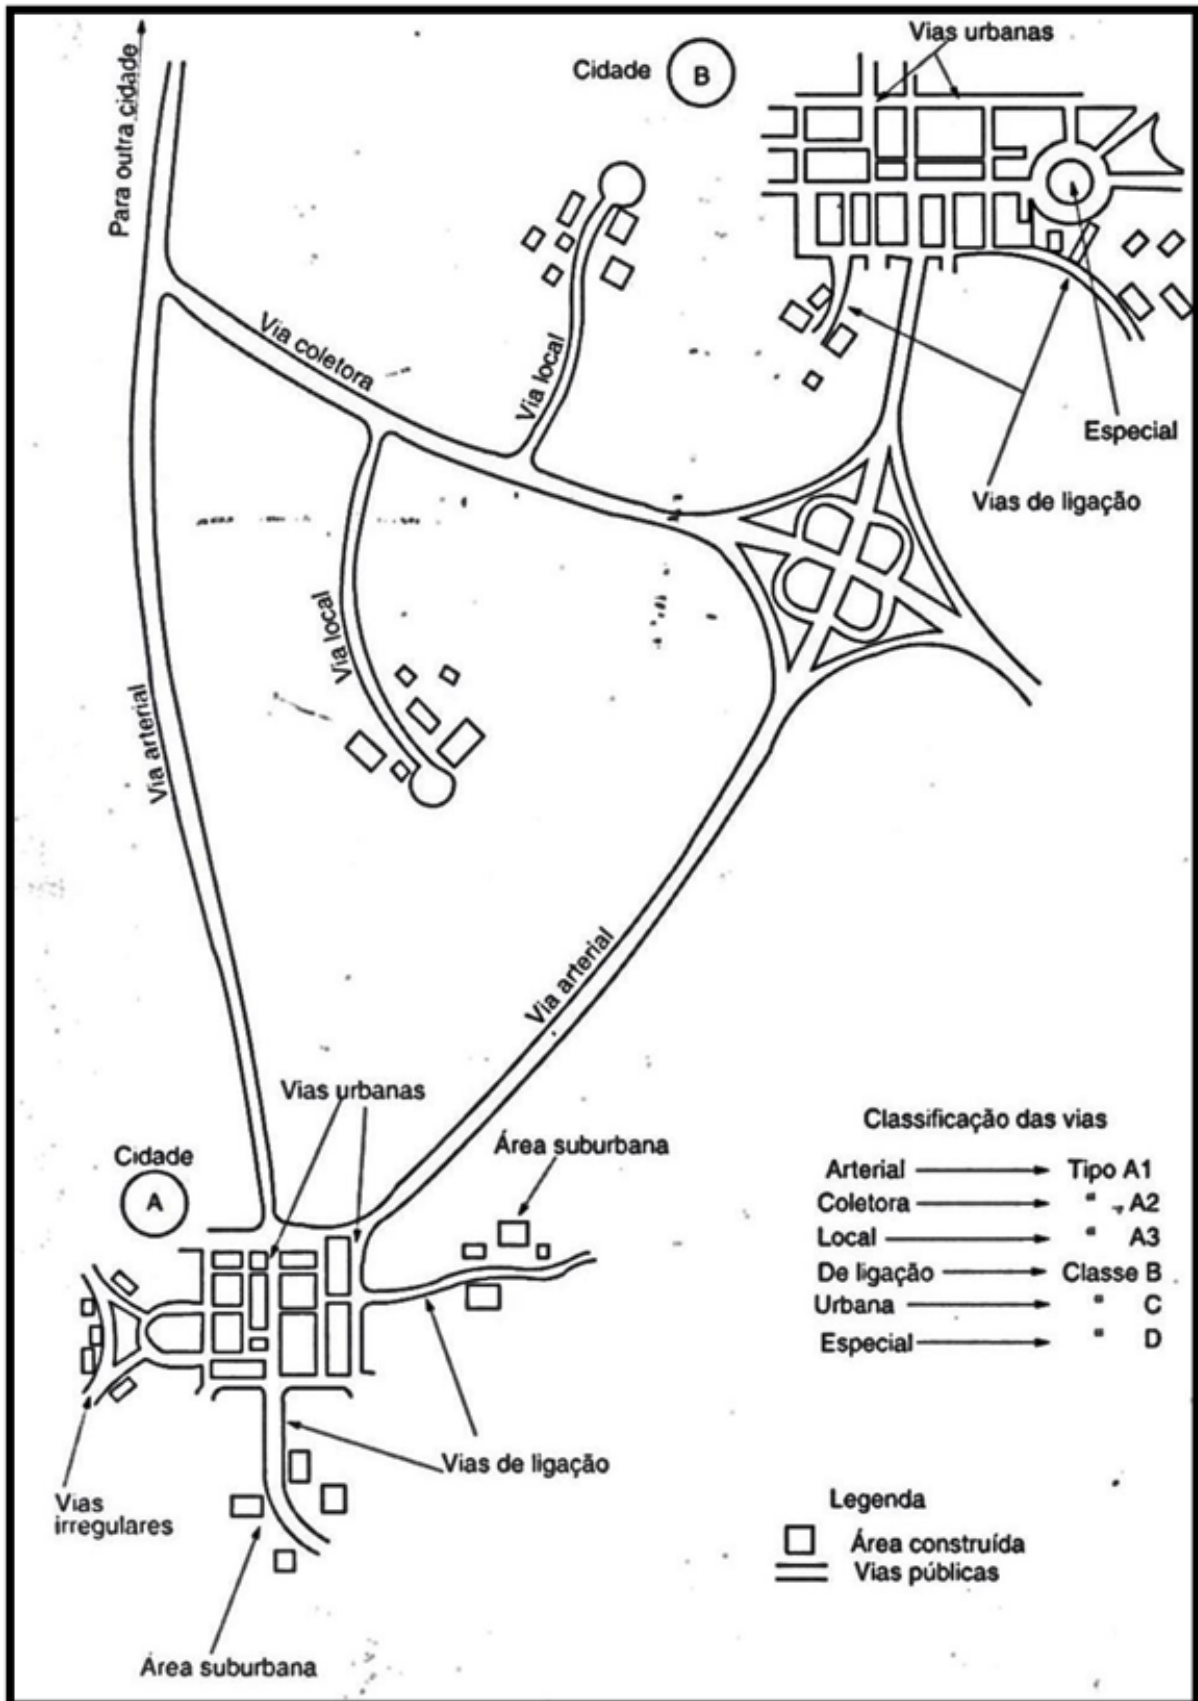 Para outra cidade
Cidade
B
Vias urbanas
Via coletora
Via local
Especial
Vias de ligação
Via local
Via arterial
Via arterial
Vias urbanas
Cidade
A
Área suburbana
Classificação das vias
Arterial Tipo A1
Coletora " A2
Local " A3
De ligação Classe B
Urbana " C
Especial " D
Vias de ligação
Vias
irregulares
Legenda
Área construída
Vias públicas
Área suburbana